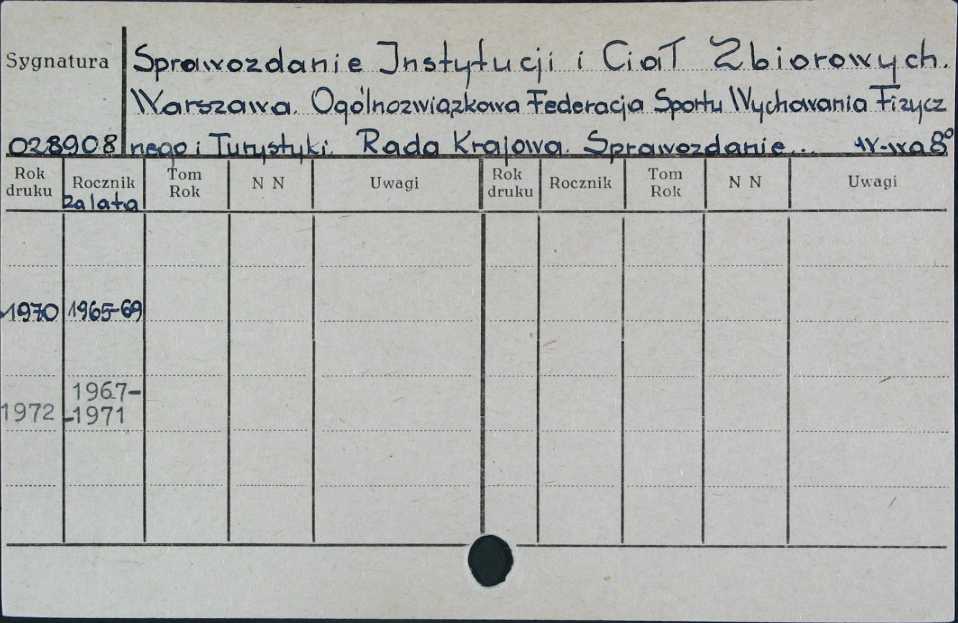 Sygnatura Sprawozdanie Instytucji i Ciał Zbiorowych.
Warszawa. Ogólnozwiązkowa Federacja Sportu Wychowania Fizycz
028908 nego i Turystyki. Rada Krajowa. Sprawozdanie... W-wa 8°
Rok druku Rocznik Tom Rok N N Uwagi Rok druku Rocznik Tom Rok N N Uwagi
za lata
1970 1965-69
1967-
1972 -1971